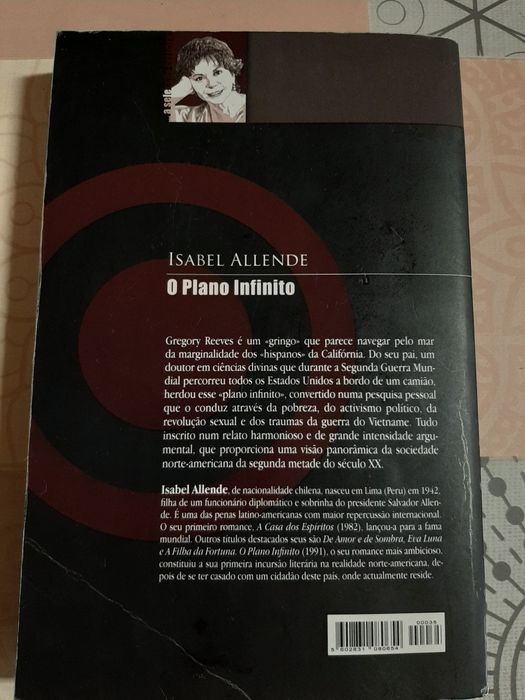 a sete
ISABEL ALLENDE
O Plano Infinito
Gregory Reeves é um «gringo» que parece navegar pelo mar
da marginalidade dos «hispanos» da Califórnia. Do seu pai, um
doutor em ciências divinas que durante a Segunda Guerra Mun-
dial percorreu todos os Estados Unidos a bordo de um camião,
herdou esse «plano infinito», convertido numa pesquisa pessoal
que o conduz através da pobreza, do activismo político, da
revolução sexual e dos traumas da guerra do Vietname. Tudo
inscrito num relato harmonioso e de grande intensidade argu-
mental, que proporciona uma visão panorâmica da sociedade
norte-americana da segunda metade do século XX.
Isabel Allende, de nacionalidade chilena, nasceu em Lima (Peru) em 1942,
filha de um funcionário diplomático e sobrinha do presidente Salvador Allen-
de. É uma das penas latino-americanas com maior repercussão internacional.
O seu primeiro romance, A Casa dos Espíritos (1982), lançou-a para a fama
mundial. Outros títulos destacados seus são De Amor e de Sombra, Eva Luna
e A Filha da Fortuna. O Plano Infinito (1991), o seu romance mais ambicioso,
constituiu a sua primeira incursão literária na realidade norte-americana, de-
pois de se ter casado com um cidadão deste país, onde actualmente reside.
00035
5 602831 080654